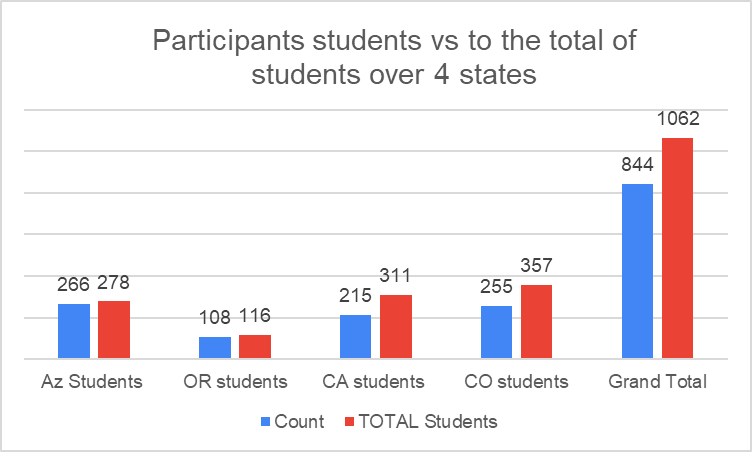 Participants students vs to the total of
students over 4 states
266 278
108 116
215 311
255 357
844 1062
Az Students OR students CA students CO students Grand Total
Count TOTAL Students